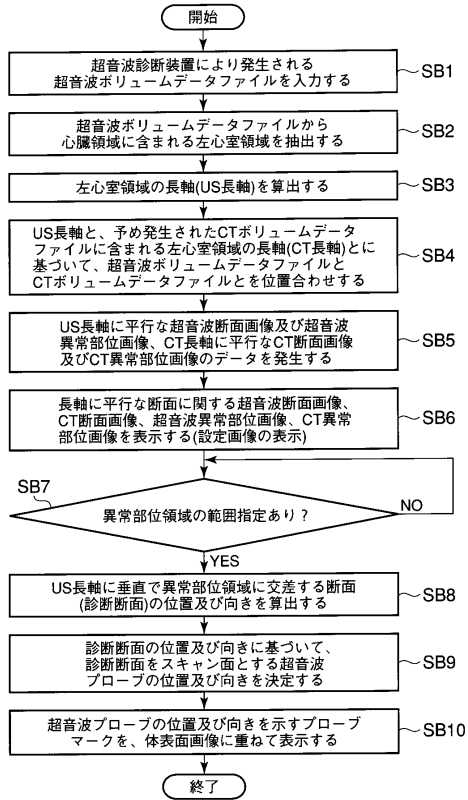 開始
超音波診断装置により発生される
超音波ボリュームデータファイルを入力する
SB1
超音波ボリュームデータファイルから
心臓領域に含まれる左心室領域を抽出する
SB2
左心室領域の長軸(US長軸)を算出する
SB3
US長軸と、予め発生されたCTボリュームデータ
ファイルに含まれる左心室領域の長軸(CT長軸)とに
基づいて、超音波ボリュームデータファイルと
CTボリュームデータファイルとを位置合わせする
SB4
US長軸に平行な超音波断面画像及び超音波
異常部位画像、CT長軸に平行なCT断面画像
及びCT異常部位画像のデータを発生する
SB5
長軸に平行な断面に関する超音波断面画像、
CT断面画像、超音波異常部位画像、CT異常
部位画像を表示する(設定画像の表示)
SB6
SB7
異常部位領域の範囲指定あり?
NO
YES
US長軸に垂直で異常部位領域に交差する断面
(診断断面)の位置及び向きを算出する
SB8
診断断面の位置及び向きに基づいて、
診断断面をスキャン面とする超音波
プローブの位置及び向きを決定する
SB9
超音波プローブの位置及び向きを示すプローブ
マークを、体表面画像に重ねて表示する
SB10
終了